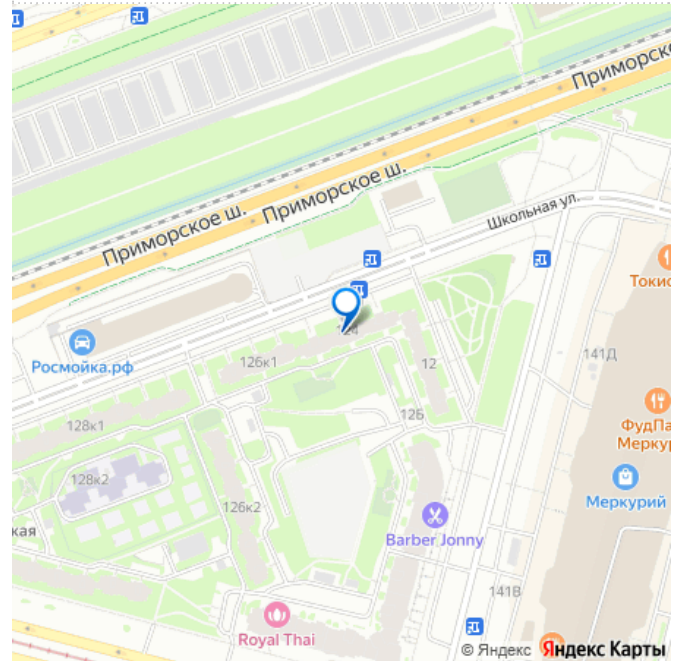 Приморское
Приморское ш.
Приморское ш.
Школьная ул.
Токио
141Д
124
12
126к1
Росмойка.рф
12Б
ФудПа
Меркур
128к1
128к2
126к2
Меркурий
кая
Barber Jonny
141В
Royal Thai
© Яндекс Яндекс Карты